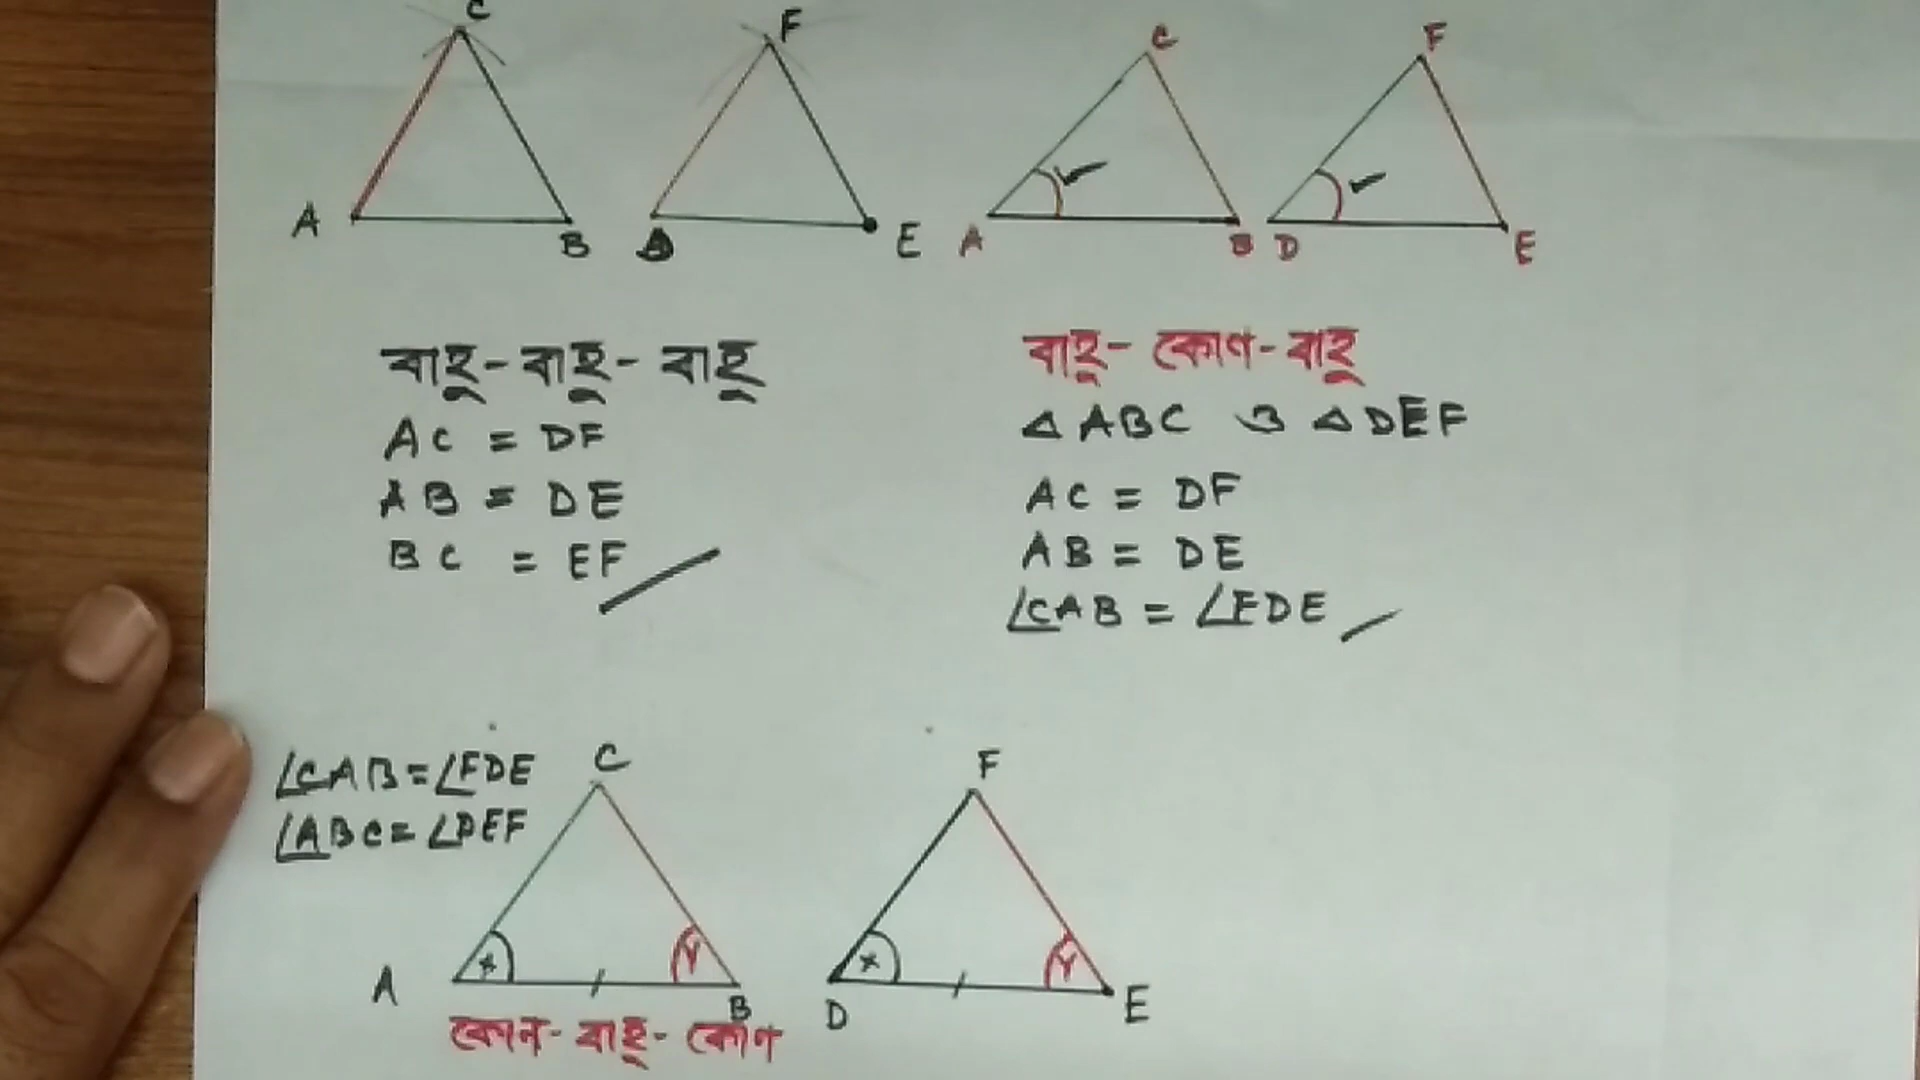 C
F
C
F
A
B
D
E
A
B
D
E
বাহু-বাহু-বাহু
AC = DF
AB = DE
BC = EF
বাহু-কোণ-বাহু
△ ABC ও △ DEF
AC = DF
AB = DE
∠CAB = ∠FDE
∠CAB=∠FDE
∠ABC=∠DEF
C
F
x
Y
x
Y
A
B
D
E
কোন-বাহু-কোণ